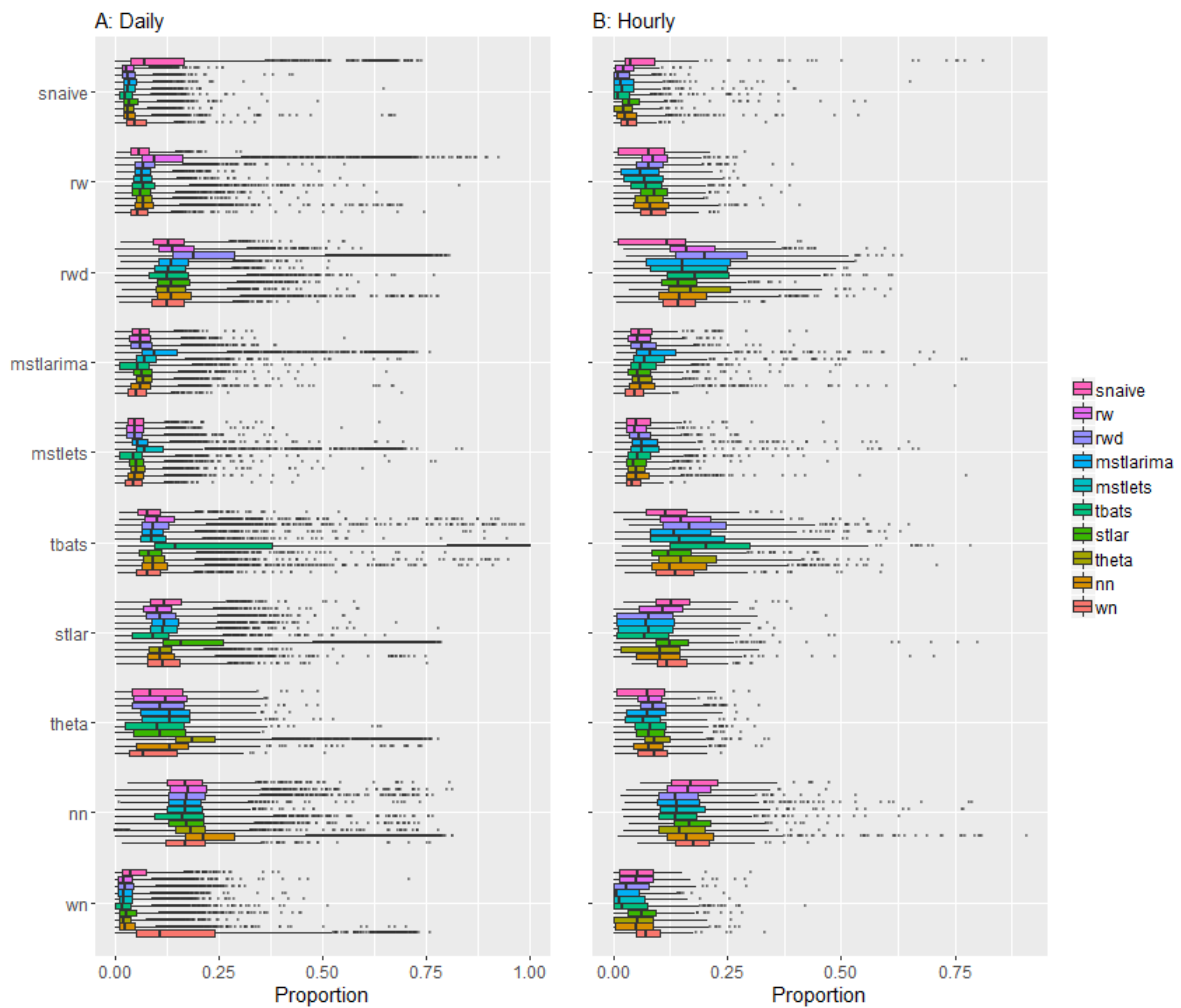 A: Daily
B: Hourly
snaive
rw
rwd
mstlarima
mstlets
tbats
stlar
theta
nn
wn
0.00
0.25
0.50
0.75
1.00
0.00
0.25
0.50
0.75
Proportion
Proportion
snaive
rw
rwd
mstlarima
mstlets
tbats
stlar
theta
nn
wn